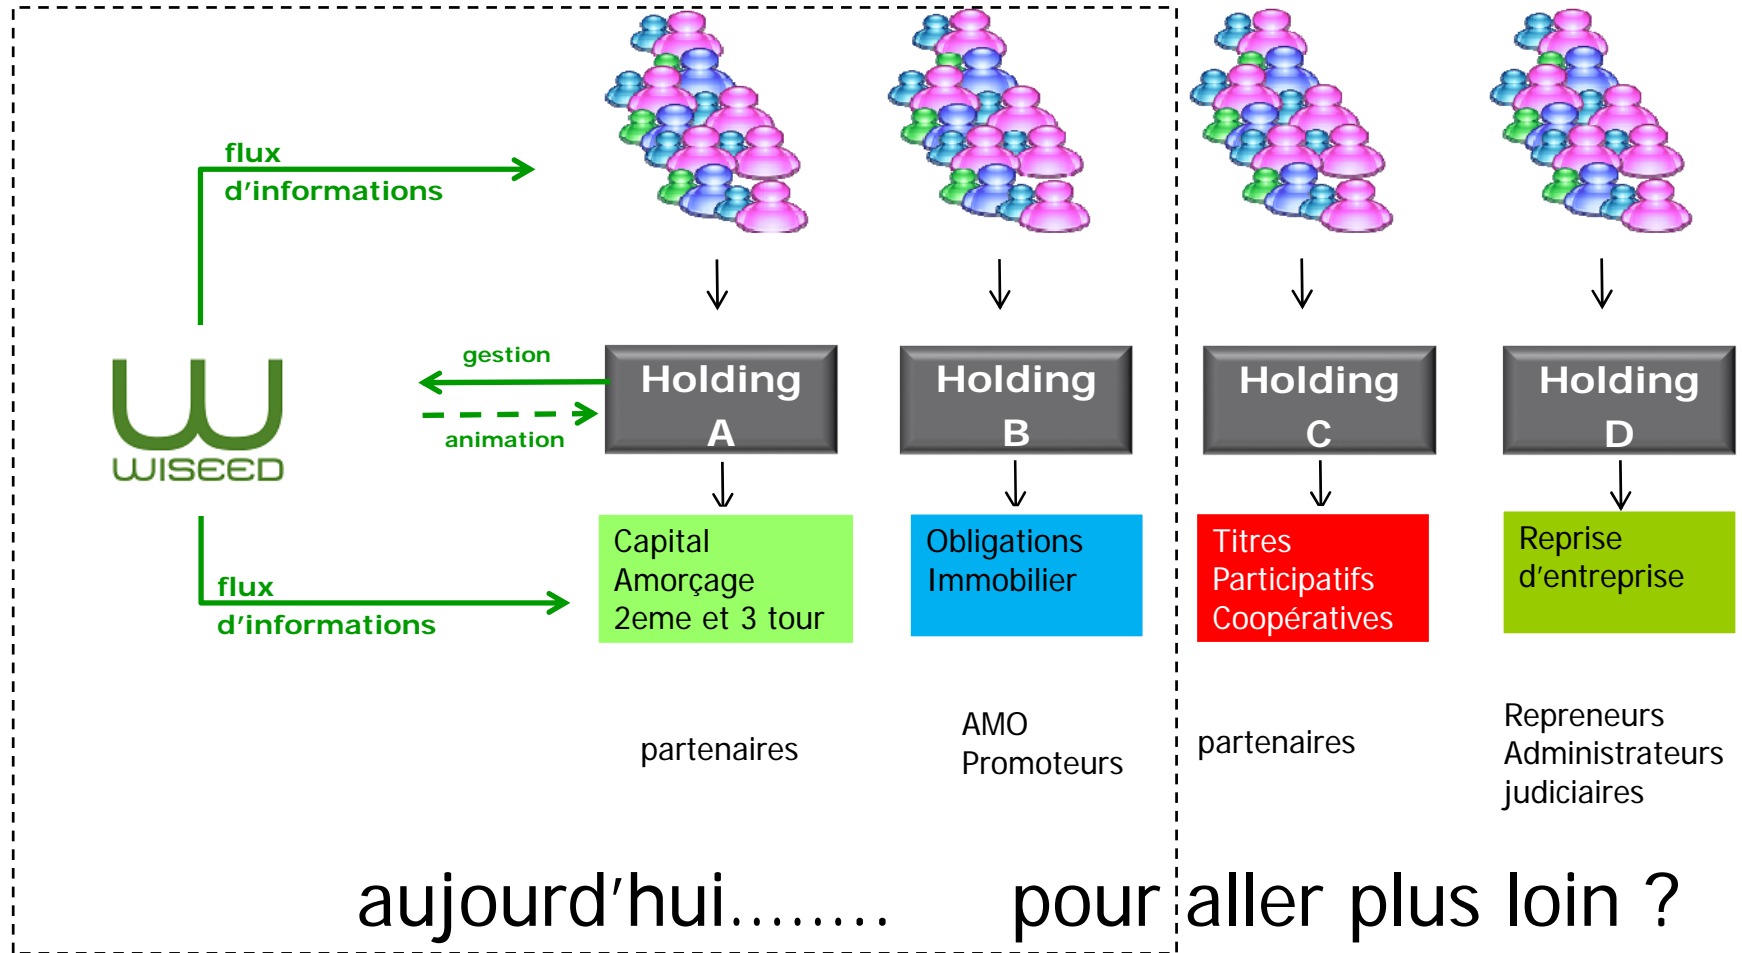 flux
d'informations
gestion
animation
WISEED
Holding
A
Holding
B
Holding
C
Holding
D
Capital
Amorçage
2eme et 3 tour
Obligations
Immobilier
Titres
Participatifs
Coopératives
Reprise
d'entreprise
flux
d'informations
partenaires
AMO
Promoteurs
partenaires
Repreneurs
Administrateurs
judiciaires
aujourd'hui........ pour aller plus loin ?